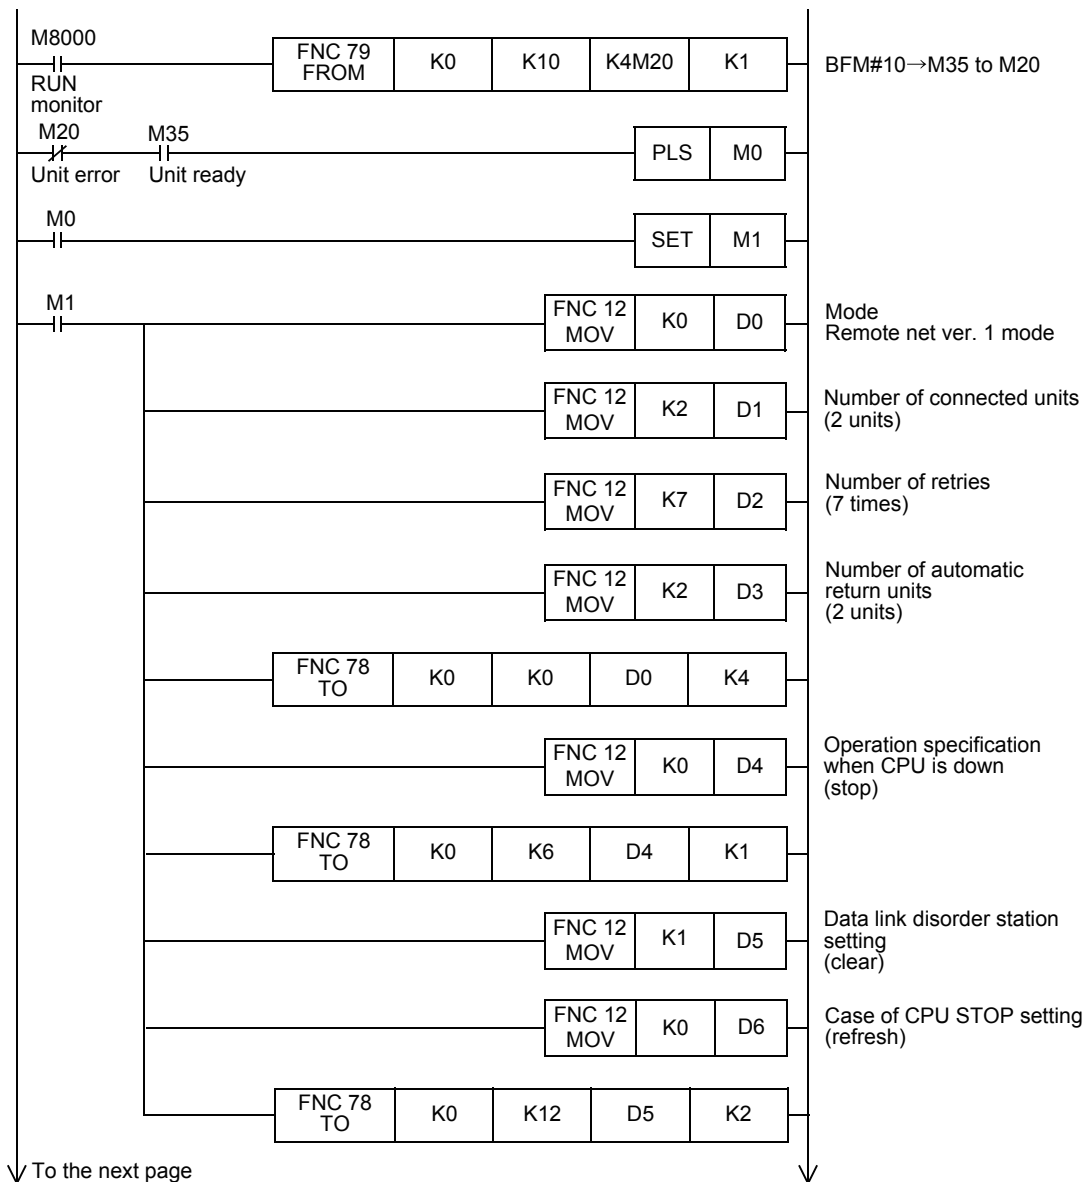 M8000
FNC 79
FROM
K0
K10
K4M20
K1
BFM#10→M35 to M20
RUN
monitor
M20
M35
PLS
M0
Unit error
Unit ready
M0
SET
M1
M1
FNC 12
MOV
K0
D0
Mode
Remote net ver. 1 mode
FNC 12
MOV
K2
D1
Number of connected units
(2 units)
FNC 12
MOV
K7
D2
Number of retries
(7 times)
FNC 12
MOV
K2
D3
Number of automatic
return units
(2 units)
FNC 78
TO
K0
K0
D0
K4
FNC 12
MOV
K0
D4
Operation specification
when CPU is down
(stop)
FNC 78
TO
K0
K6
D4
K1
FNC 12
MOV
K1
D5
Data link disorder station
setting
(clear)
FNC 12
MOV
K0
D6
Case of CPU STOP setting
(refresh)
FNC 78
TO
K0
K12
D5
K2
To the next page